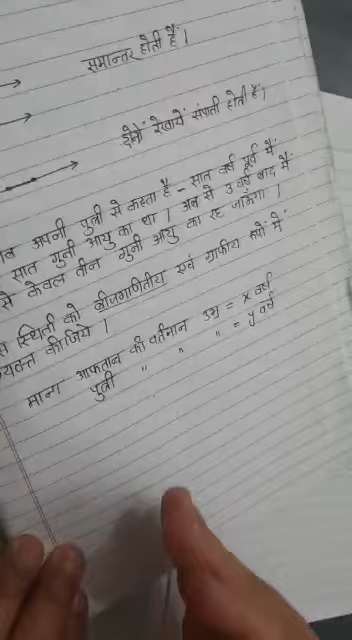 समान्तर होती हैं।
दोनों रेखायें संपाती होती हैं।
अपनी पुत्री से कहता है - सात वर्ष पूर्व मैं
सात गुनी आयु का था। अब से 3 वर्ष बाद मैं
से केवल तीन गुनी आयु का रह जाऊँगा।
स्थिती को बीजगणितीय एवं ग्राफीय रूपों में
व्यक्त कीजिये।
माना आफताब की वर्तमान उम्र = x वर्ष
पुत्री " " " = y वर्ष